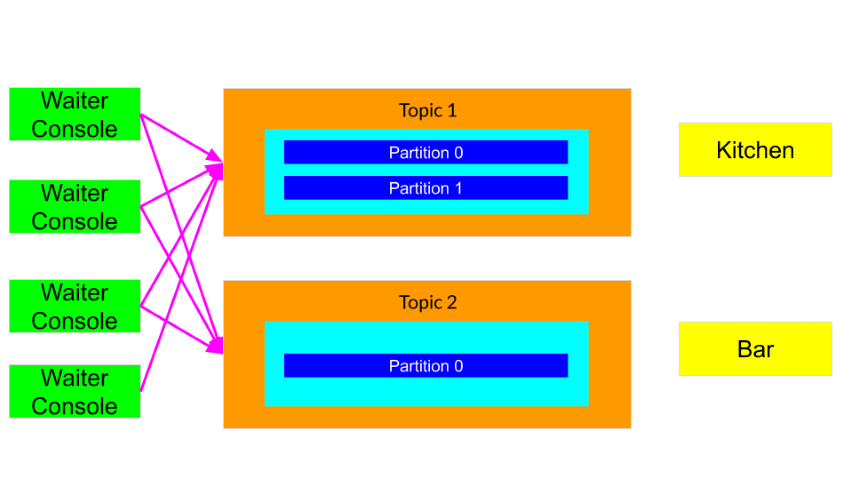 Waiter
Console
Waiter
Console
Waiter
Console
Waiter
Console
Topic 1
Partition 0
Partition 1
Topic 2
Partition 0
Kitchen
Bar